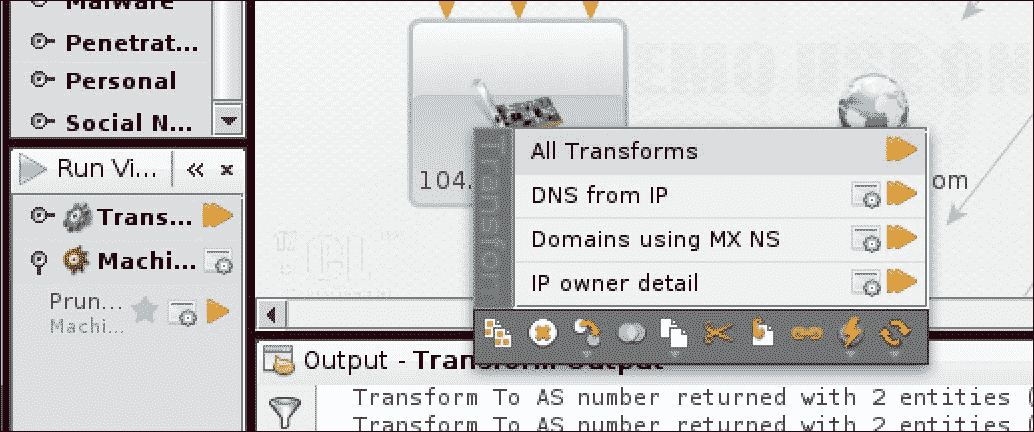 Malware
Penetrat...
Personal
Social N...
Run Vi...
Trans...
Machi...
Prun...
Machi...
104.
om
Transfor
All Transforms
DNS from IP
Domains using MX NS
IP owner detail
Output - Transform Output
Transform To AS number returned with 2 entities (
Transform To AS number returned with 2 entities (